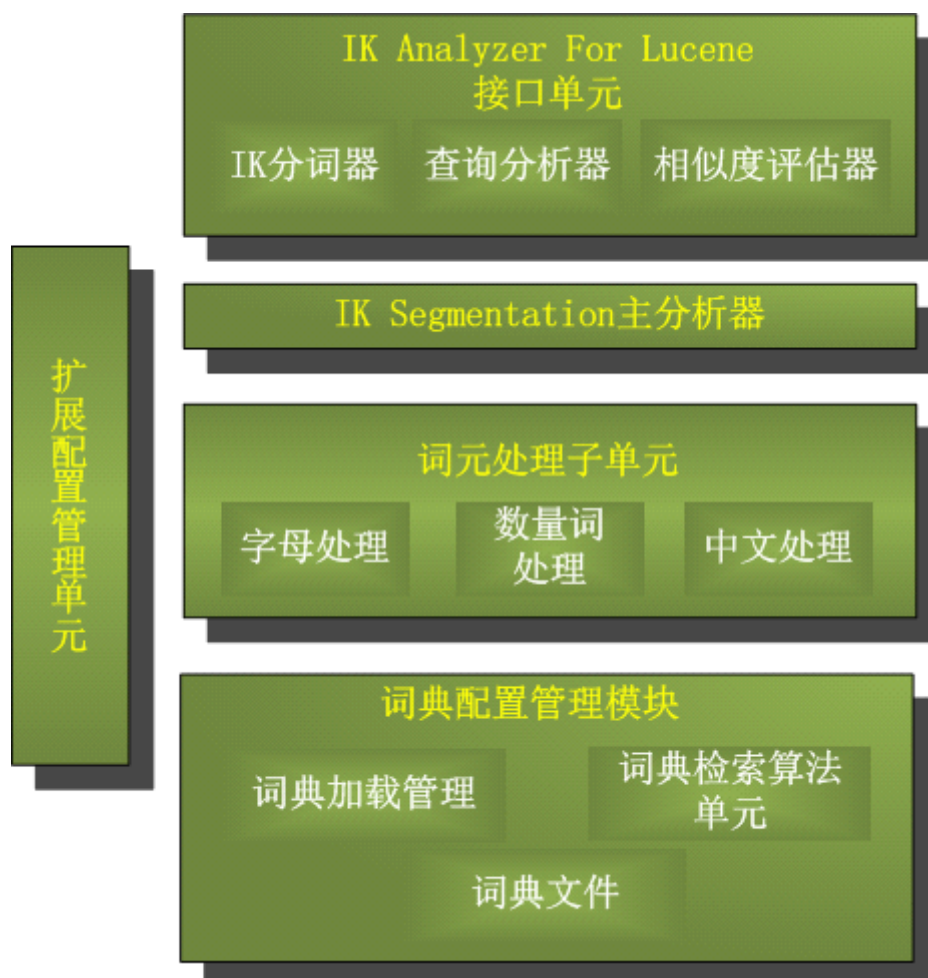 IK Analyzer For Lucene
接口单元
IK分词器 查询分析器 相似度评估器
扩展配置管理单元
IK Segmentation主分析器
词元处理子单元
字母处理
数量词
处理
中文处理
词典配置管理模块
词典加载管理
词典检索算法
单元
词典文件